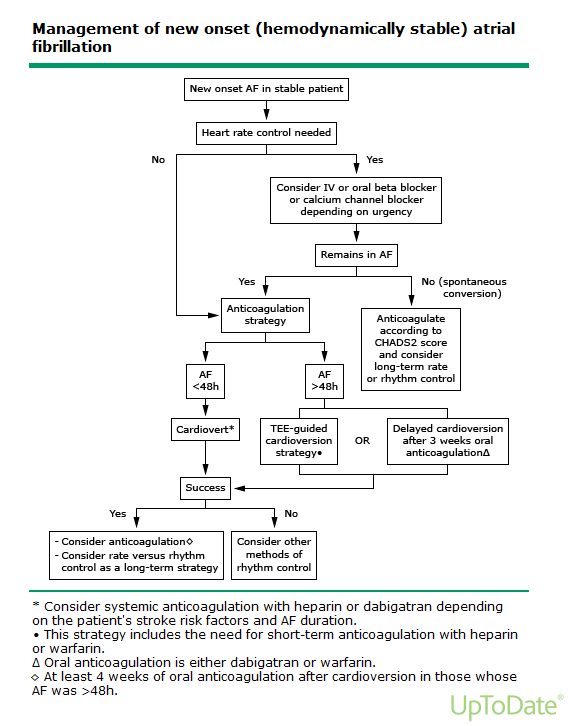 Management of new onset (hemodynamically stable) atrial
fibrillation
New onset AF in stable patient
Heart rate control needed
No
Yes
Consider IV or oral beta blocker
or calcium channel blocker
depending on urgency
Remains in AF
Yes
No (spontaneous
conversion)
Anticoagulation
strategy
Anticoagulate
according to
CHADS2 score
and consider
long-term rate
or rhythm control
AF
<48h
AF
>48h
Cardiovert*
TEE-guided
cardioversion
strategy•
OR
Delayed cardioversion
after 3 weeks oral
anticoagulationΔ
Success
Yes
No
- Consider anticoagulation◊
- Consider rate versus rhythm
control as a long-term strategy
Consider other
methods of
rhythm control
* Consider systemic anticoagulation with heparin or dabigatran depending
on the patient's stroke risk factors and AF duration.
• This strategy includes the need for short-term anticoagulation with heparin
or warfarin.
Δ Oral anticoagulation is either dabigatran or warfarin.
◊ At least 4 weeks of oral anticoagulation after cardioversion in those whose
AF was >48h.
UpToDate®